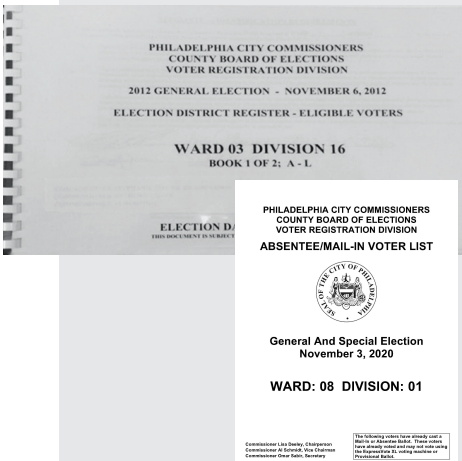 PHILADELPHIA CITY COMMISSIONERS
COUNTY BOARD OF ELECTIONS
VOTER REGISTRATION DIVISION
2012 GENERAL ELECTION - NOVEMBER 6, 2012
ELECTION DISTRICT REGISTER - ELIGIBLE VOTERS
WARD 03 DIVISION 16
BOOK 1 OF 2; A - L
ELECTION DA
THIS DOCUMENT IS SUBJECT
PHILADELPHIA CITY COMMISSIONERS
COUNTY BOARD OF ELECTIONS
VOTER REGISTRATION DIVISION
ABSENTEE/MAIL-IN VOTER LIST
SEAL OF THE CITY OF PHILADELPHIA
General And Special Election
November 3, 2020
WARD: 08 DIVISION: 01
Commissioner Lisa Deeley, Chairperson
Commissioner Al Schmidt, Vice Chairman
Commissioner Omar Sabir, Secretary
The following voters have already cast a
Mail-In or Absentee Ballot. These voters
have already voted and may not vote using
the ExpressVote XL voting machine or
Provisional Ballot.